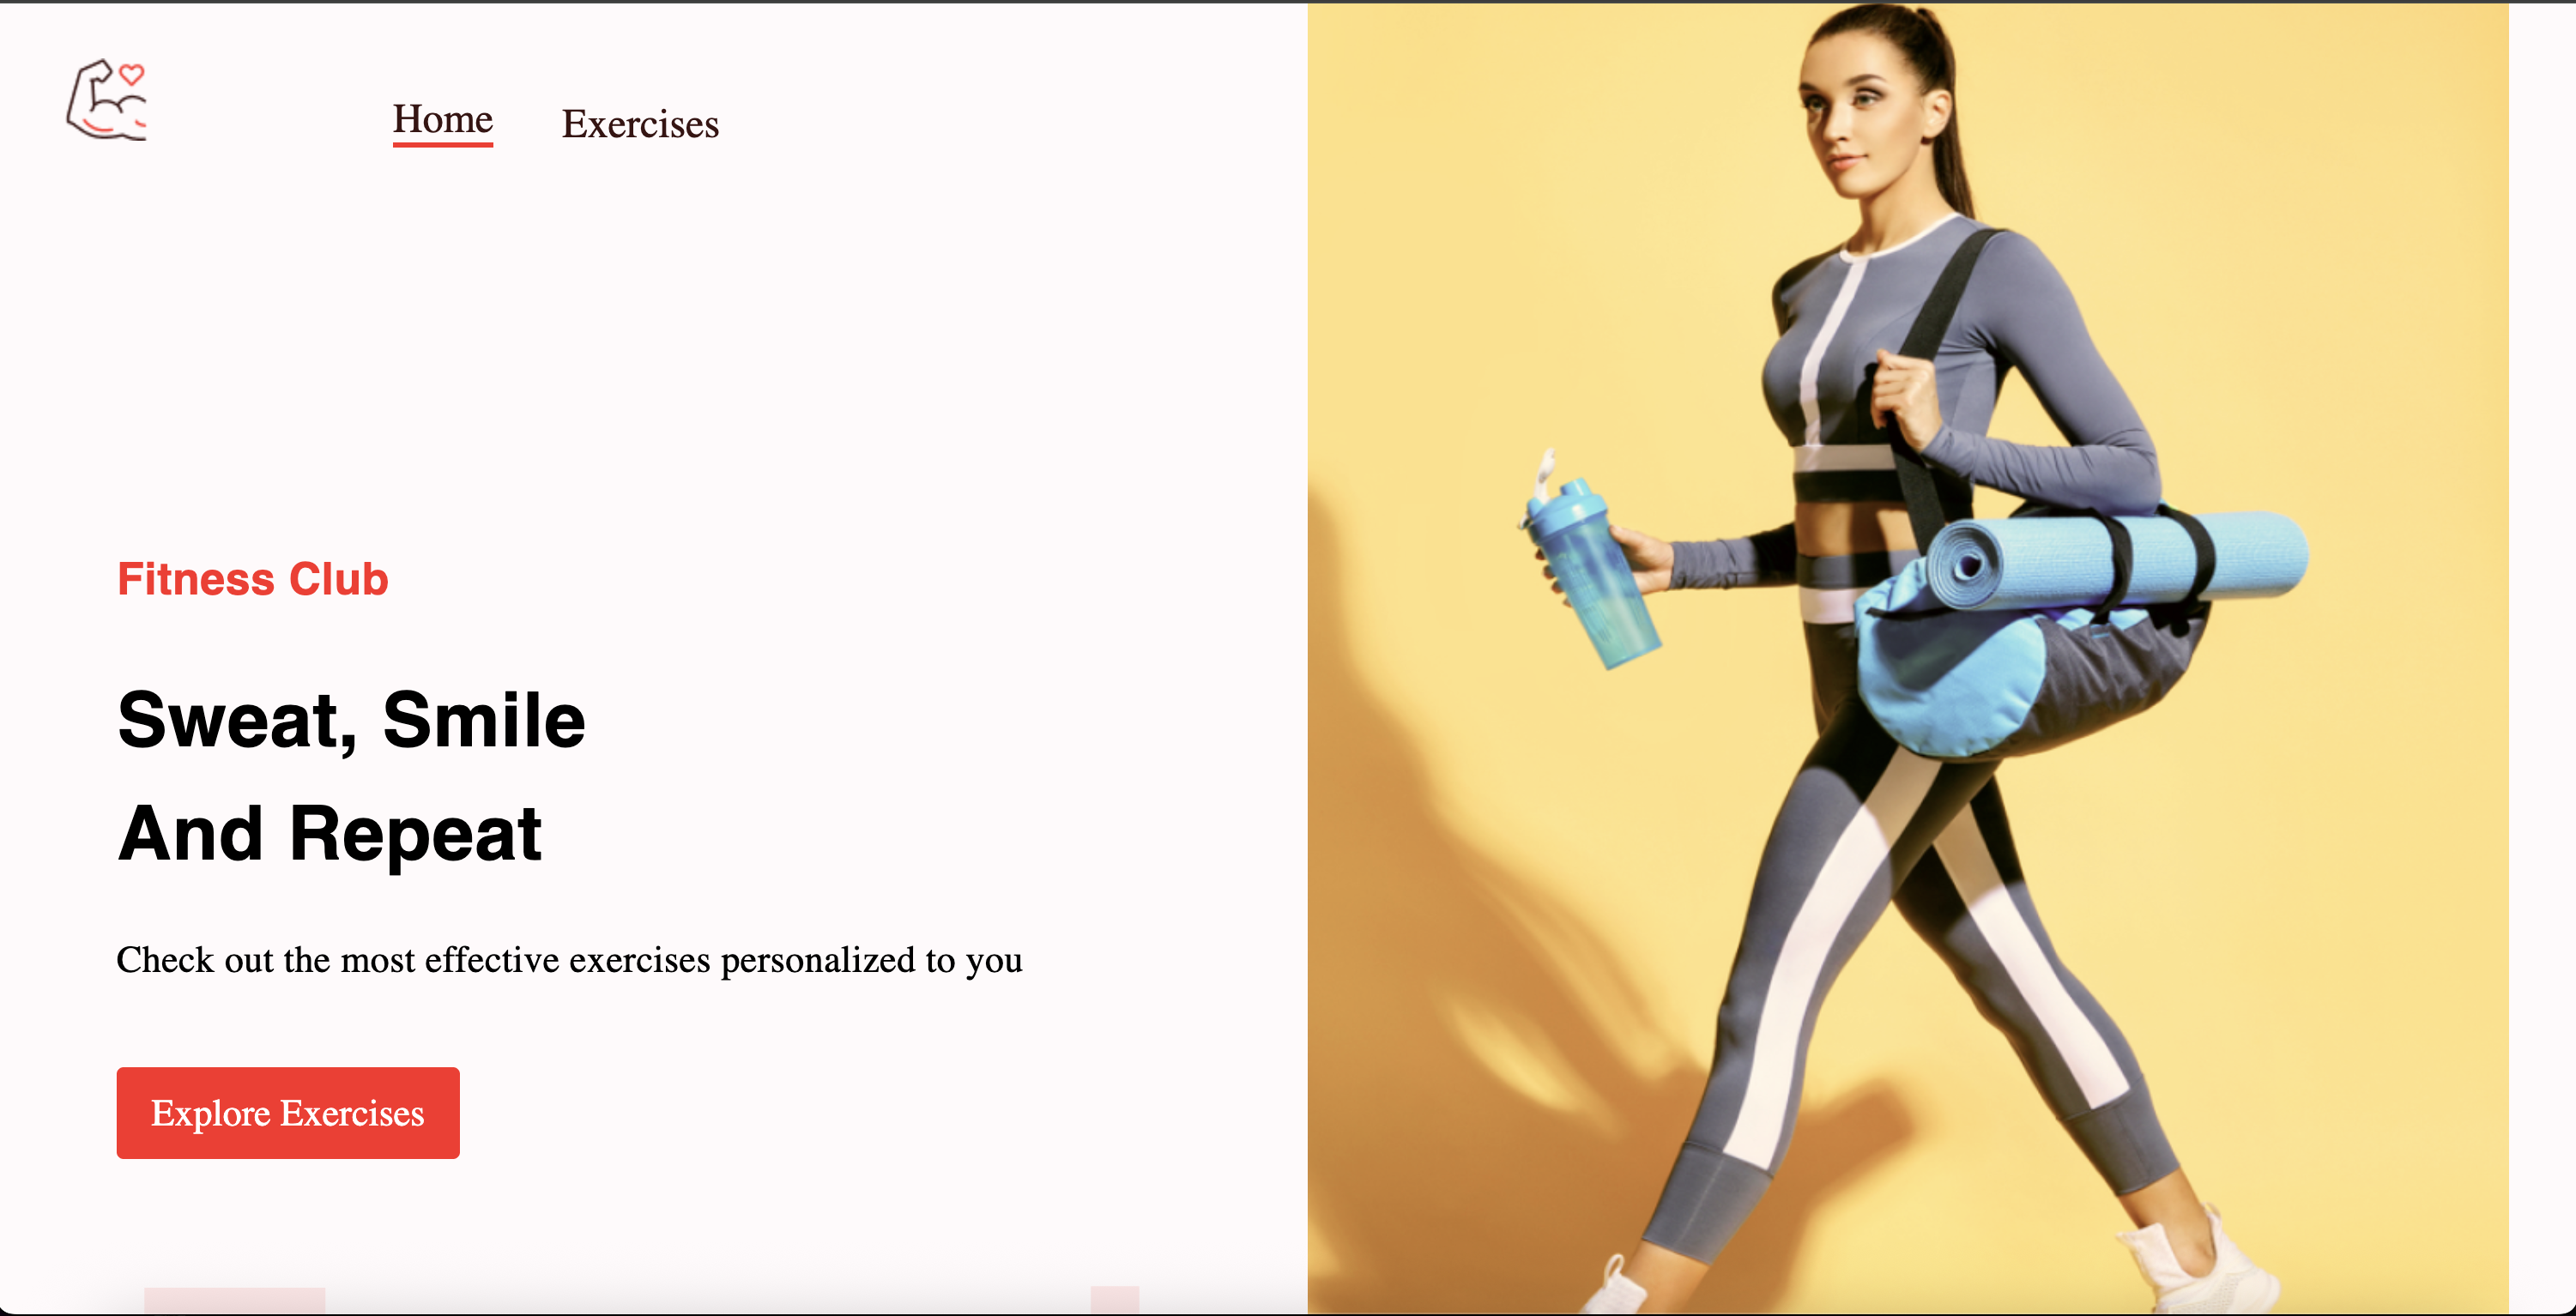 Home
Exercises
Fitness Club
Sweat, Smile
And Repeat
Check out the most effective exercises personalized to you
Explore Exercises